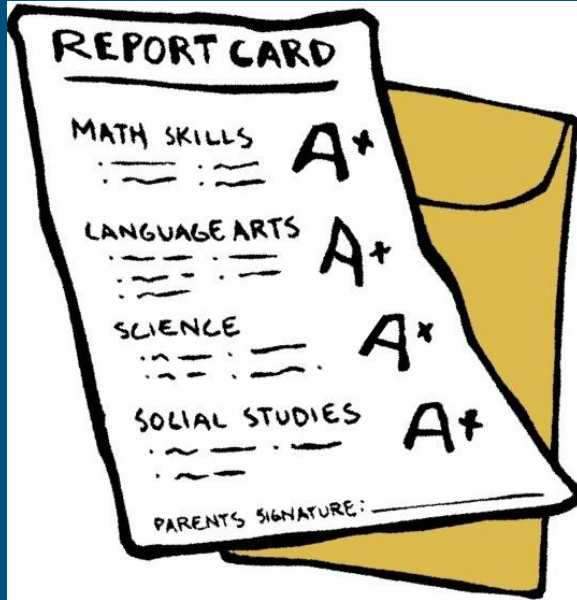 REPORT CARD
MATH SKILLS A+
LANGUAGE ARTS A+
SCIENCE A+
SOCIAL STUDIES A+
PARENTS SIGNATURE: